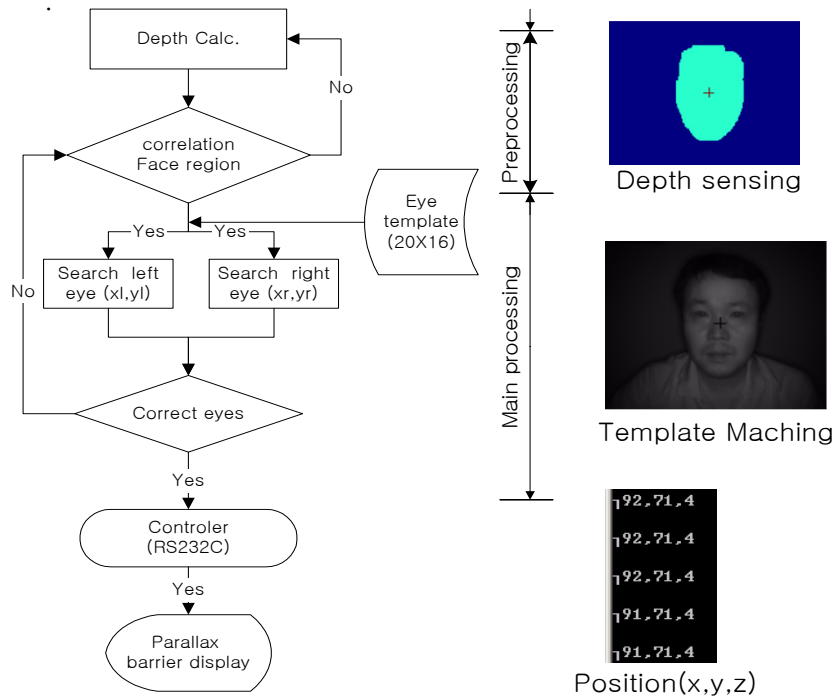 Depth Calc.
No
correlation
Face region
Eye
template
(20X16)
Yes
Yes
Search left
eye (xl,yl)
Search right
eye (xr,yr)
No
Correct eyes
Yes
Controler
(RS232C)
Yes
Parallax
barrier display
Preprocessing
Main processing
Depth sensing
Template Maching
┐92,71,4
┐92,71,4
┐92,71,4
┐91,71,4
┐91,71,4
Position(x,y,z)